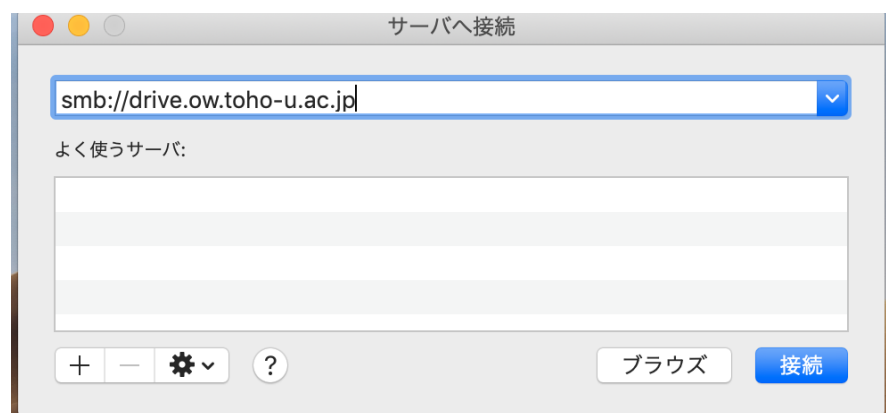 サーバへ接続
smb://drive.ow.toho-u.ac.jp
よく使うサーバ:
＋ － ?
ブラウズ 接続